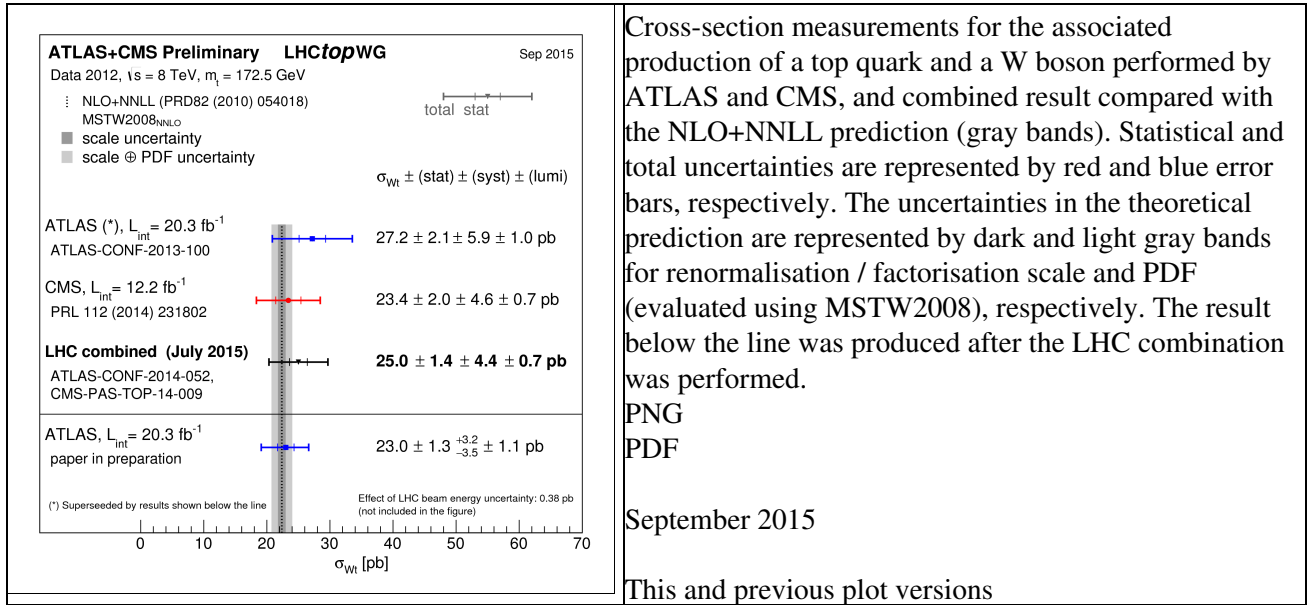 ATLAS+CMS Preliminary LHCtopWG Sep 2015
Data 2012, √s = 8 TeV, mt = 172.5 GeV
NLO+NNLL (PRD82 (2010) 054018)
MSTW2008NNLO
scale uncertainty
scale ⊕ PDF uncertainty
total stat
σWt ± (stat) ± (syst) ± (lumi)
ATLAS (*), Lint= 20.3 fb-1
ATLAS-CONF-2013-100
27.2 ± 2.1 ± 5.9 ± 1.0 pb
CMS, Lint= 12.2 fb-1
PRL 112 (2014) 231802
23.4 ± 2.0 ± 4.6 ± 0.7 pb
LHC combined (July 2015)
ATLAS-CONF-2014-052,
CMS-PAS-TOP-14-009
25.0 ± 1.4 ± 4.4 ± 0.7 pb
ATLAS, Lint= 20.3 fb-1
paper in preparation
23.0 ± 1.3 +3.2 −3.5 ± 1.1 pb
(*) Superseeded by results shown below the line
Effect of LHC beam energy uncertainty: 0.38 pb
(not included in the figure)
0 10 20 30 40 50 60 70
σWt [pb]
Cross-section measurements for the associated
production of a top quark and a W boson performed by
ATLAS and CMS, and combined result compared with
the NLO+NNLL prediction (gray bands). Statistical and
total uncertainties are represented by red and blue error
bars, respectively. The uncertainties in the theoretical
prediction are represented by dark and light gray bands
for renormalisation / factorisation scale and PDF
(evaluated using MSTW2008), respectively. The result
below the line was produced after the LHC combination
was performed.
PNG
PDF
September 2015
This and previous plot versions